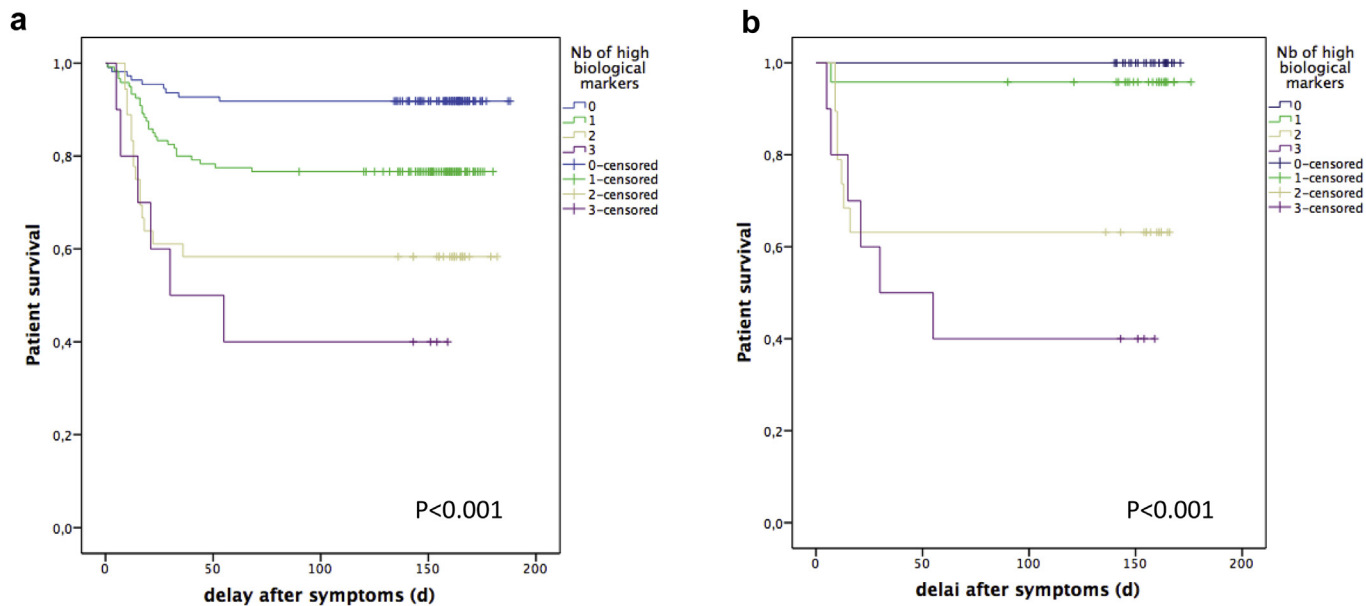 a
Nb of high
biological
markers
0
1
2
3
0-censored
1-censored
2-censored
3-censored
1,0
0,8
0,6
0,4
0,2
0,0
Patient survival
P<0.001
0
50
100
150
200
delay after symptoms (d)
b
Nb of high
biological
markers
0
1
2
3
0-censored
1-censored
2-censored
3-censored
1,0
0,8
0,6
0,4
0,2
0,0
Patient survival
P<0.001
0
50
100
150
200
delai after symptoms (d)